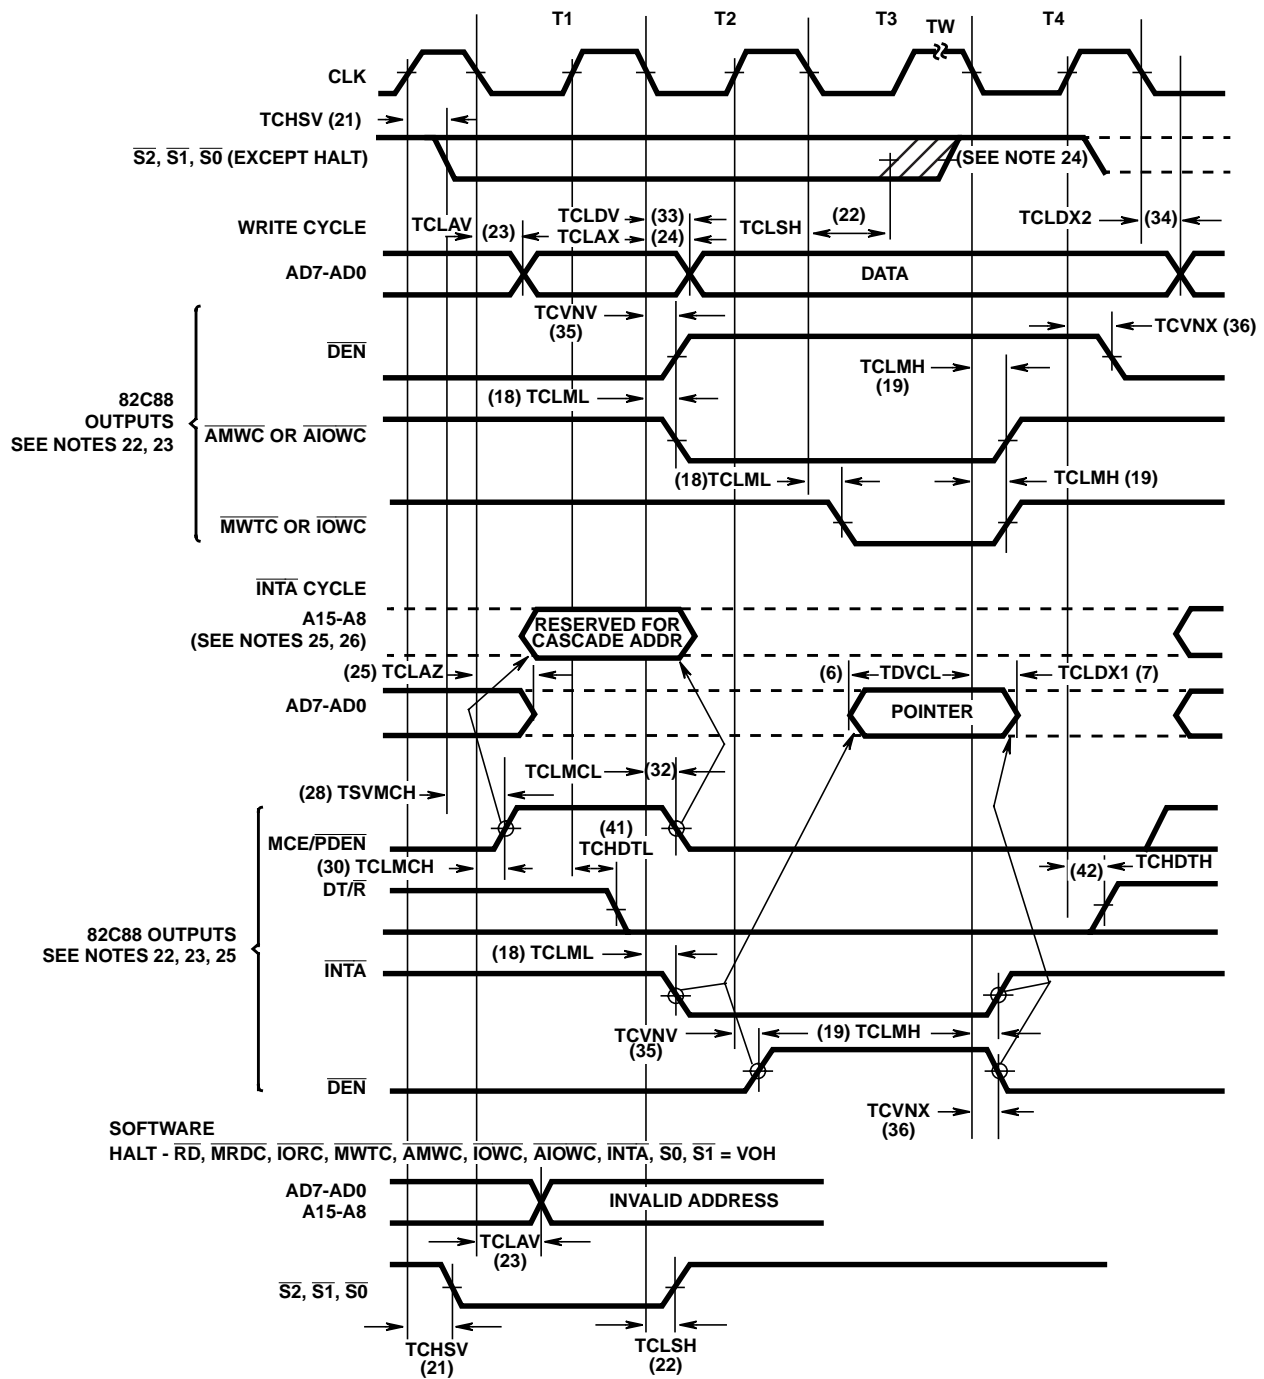 T1 T2 T3 TW T4
CLK
TCHSV (21)
S2, S1, S0 (EXCEPT HALT)
(SEE NOTE 24)
WRITE CYCLE
TCLAV (23)
TCLDV (33)
TCLAX (24)
TCLSH (22)
TCLDX2 (34)
AD7-AD0
DATA
TCVNV
(35)
TCVNX (36)
DEN
TCLMH
(19)
(18) TCLML
82C88
OUTPUTS
SEE NOTES 22, 23
AMWC OR AIOWC
(18)TCLML
TCLMH (19)
MWTC OR IOWC
INTA CYCLE
A15-A8
(SEE NOTES 25, 26)
RESERVED FOR
CASCADE ADDR
(25) TCLAZ
(6) TDVCL
TCLDX1 (7)
AD7-AD0
POINTER
TCLMCL (32)
(28) TSVMCH
MCE/PDEN
(41)
TCHDTL
(30) TCLMCH
(42) TCHDTH
DT/R
82C88 OUTPUTS
SEE NOTES 22, 23, 25
(18) TCLML
INTA
TCVNV
(35)
(19) TCLMH
DEN
TCVNX
(36)
SOFTWARE
HALT - RD, MRDC, IORC, MWTC, AMWC, IOWC, AIOWC, INTA, S0, S1 = VOH
AD7-AD0
A15-A8
INVALID ADDRESS
TCLAV
(23)
S2, S1, S0
TCHSV
(21)
TCLSH
(22)